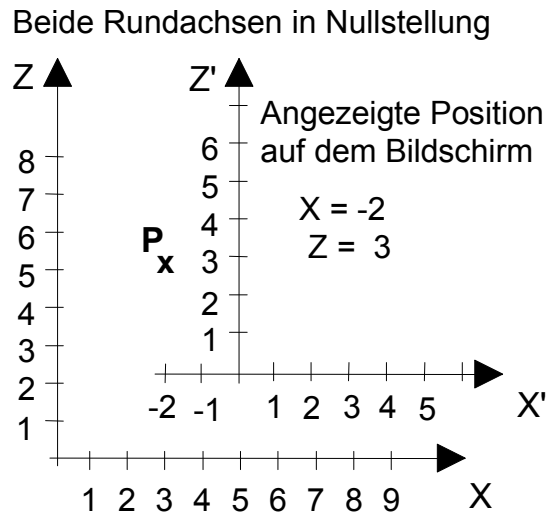 Beide Rundachsen in Nullstellung
Z
Z'
Angezeigte Position
auf dem Bildschirm
X = -2
Z = 3
8
7
6
5
4
3
2
1
6
5
4
3
2
1
P
x
-2 -1 1 2 3 4 5
X'
1 2 3 4 5 6 7 8 9
X